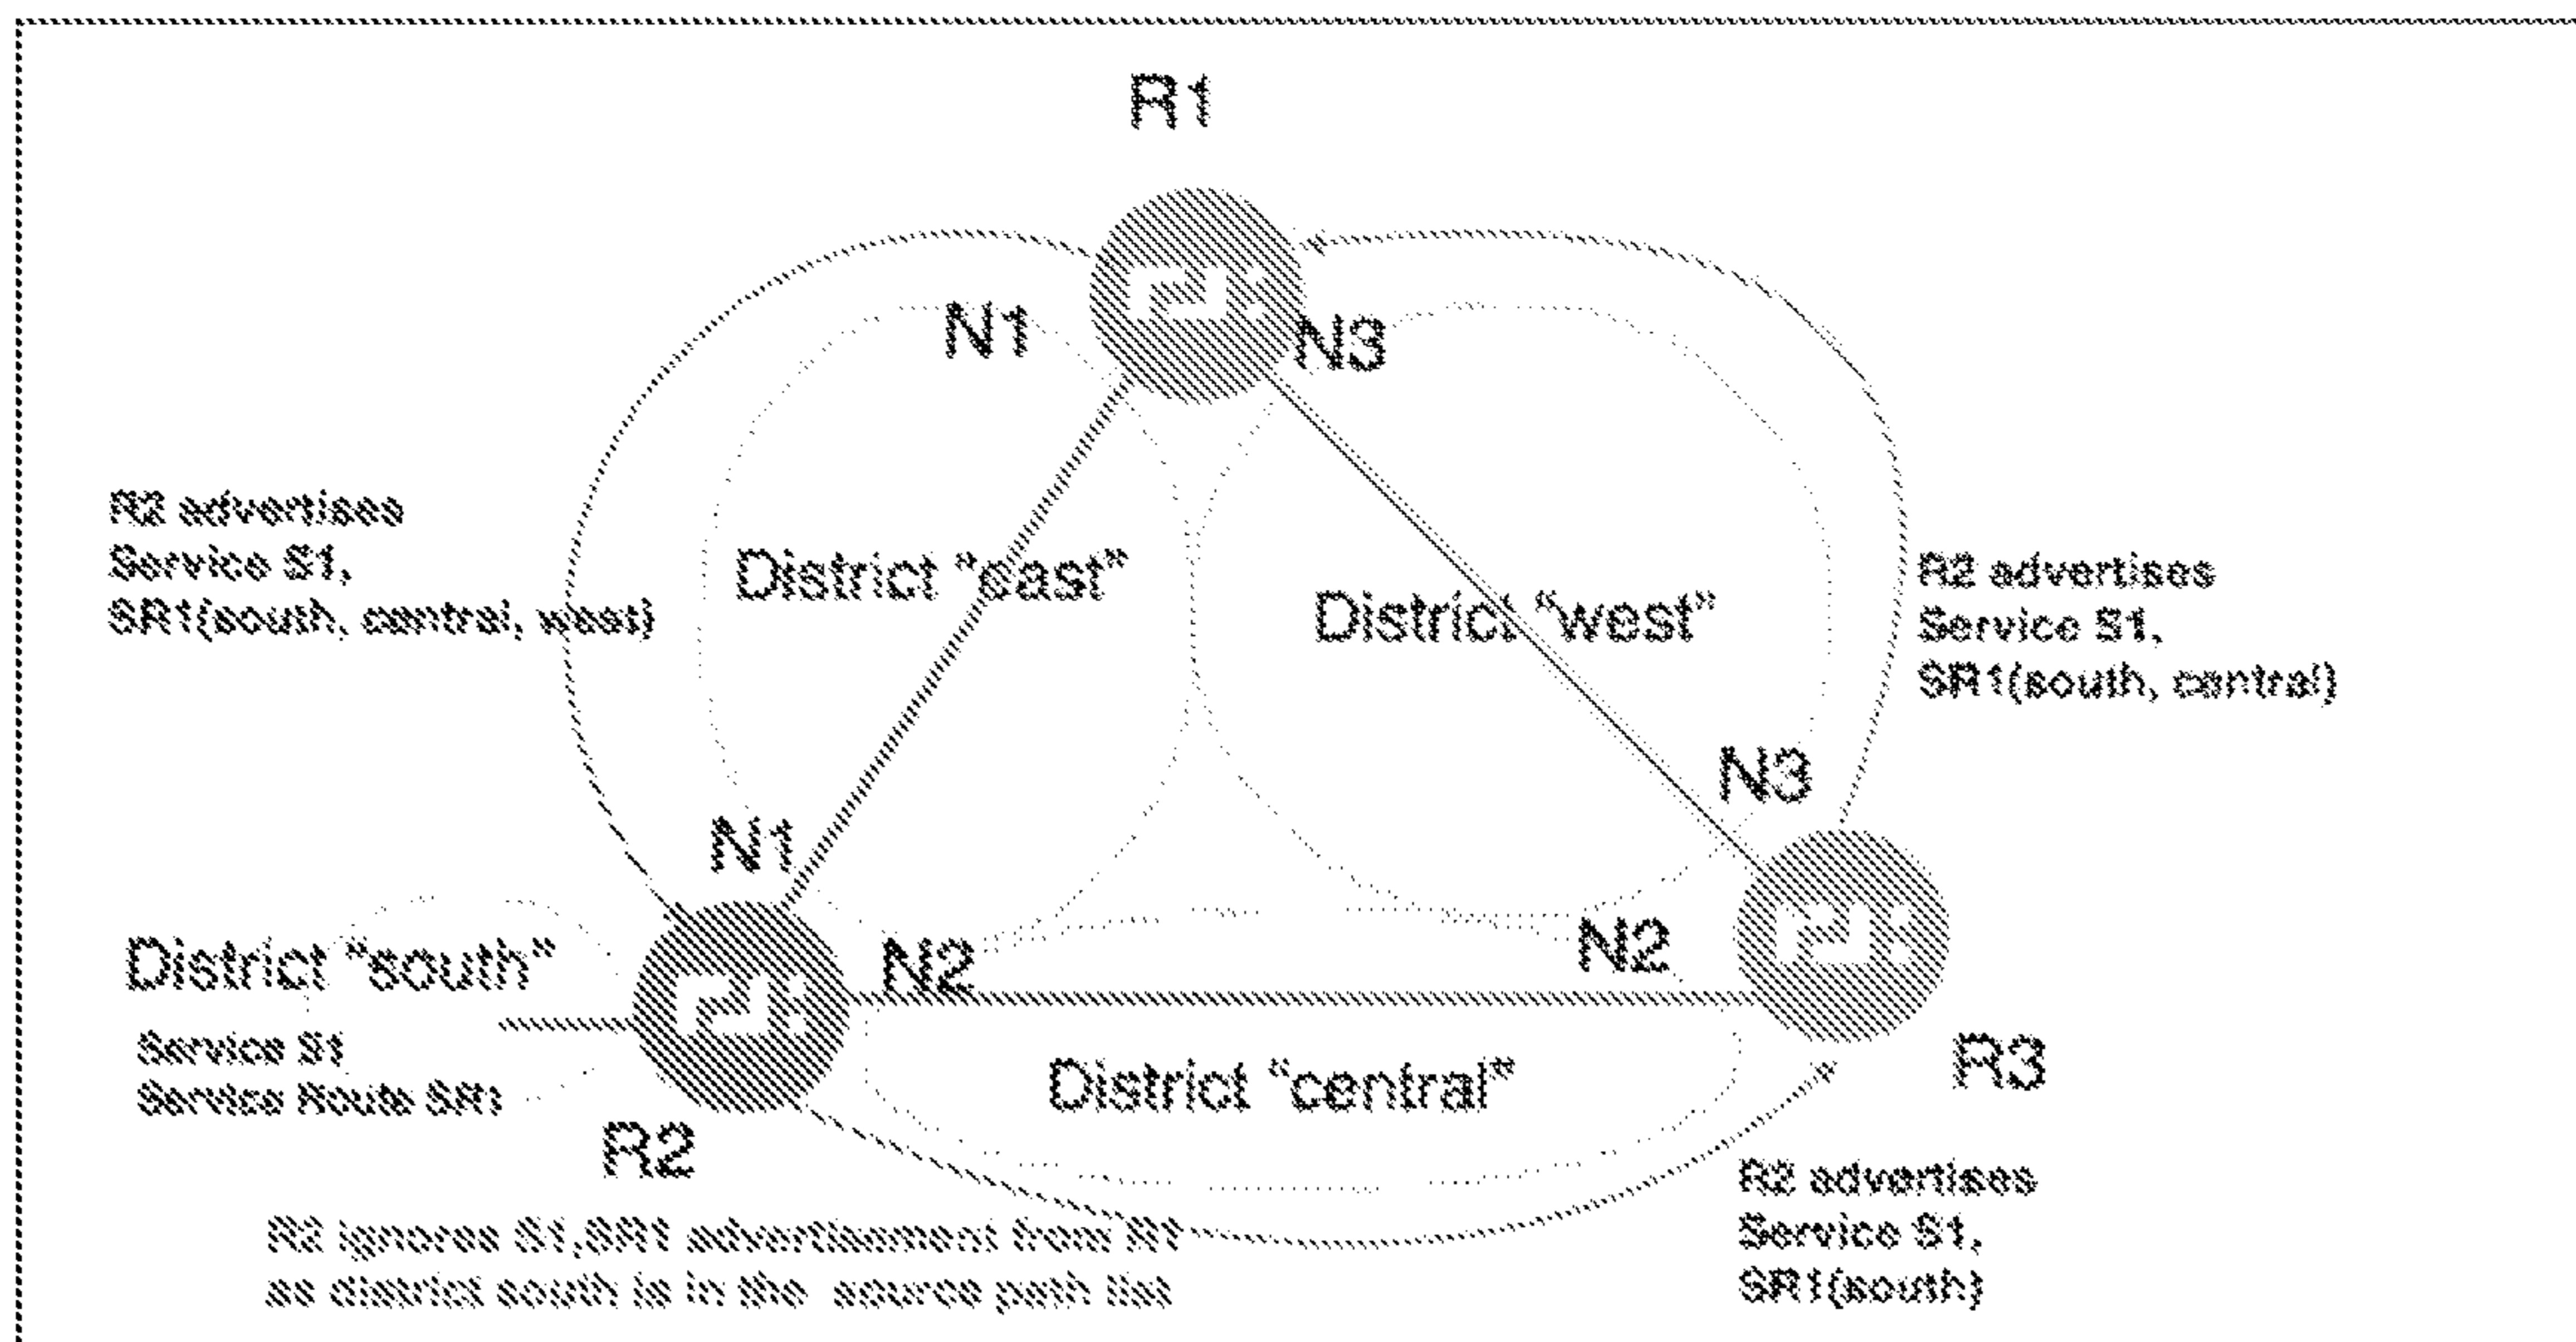 R1
N1
N3
R2 advertises
Service S1,
SR1(south, central, west)
District "east"
District "west"
R2 advertises
Service S1,
SR1(south, central)
N3
N1
N2
N2
District "south"
Service S1
Service Route SR1
District "central"
R3
R2
R2 advertises
Service S1,
SR1(south)
R2 ignores S1,SR1 advertisement from R1
as district south is in the source path list